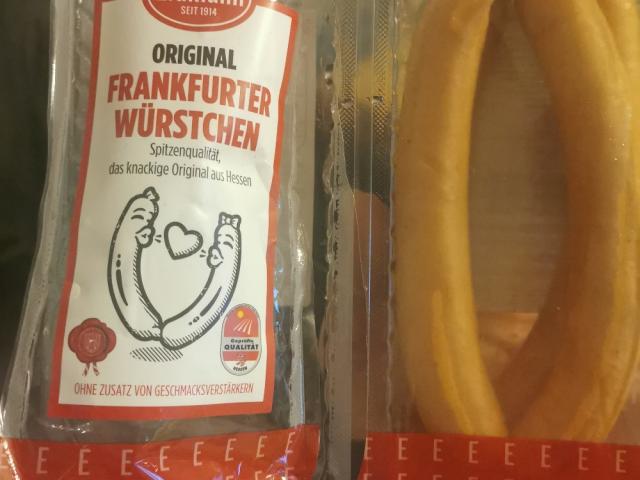 SEIT 1914
ORIGINAL
FRANKFURTER
WÜRSTCHEN
Spitzenqualität,
das knackige Original aus Hessen
Geprüfte
QUALITÄT
HESSEN
OHNE ZUSATZ VON GESCHMACKSVERSTÄRKERN
E E E E E E E E E E E E E E